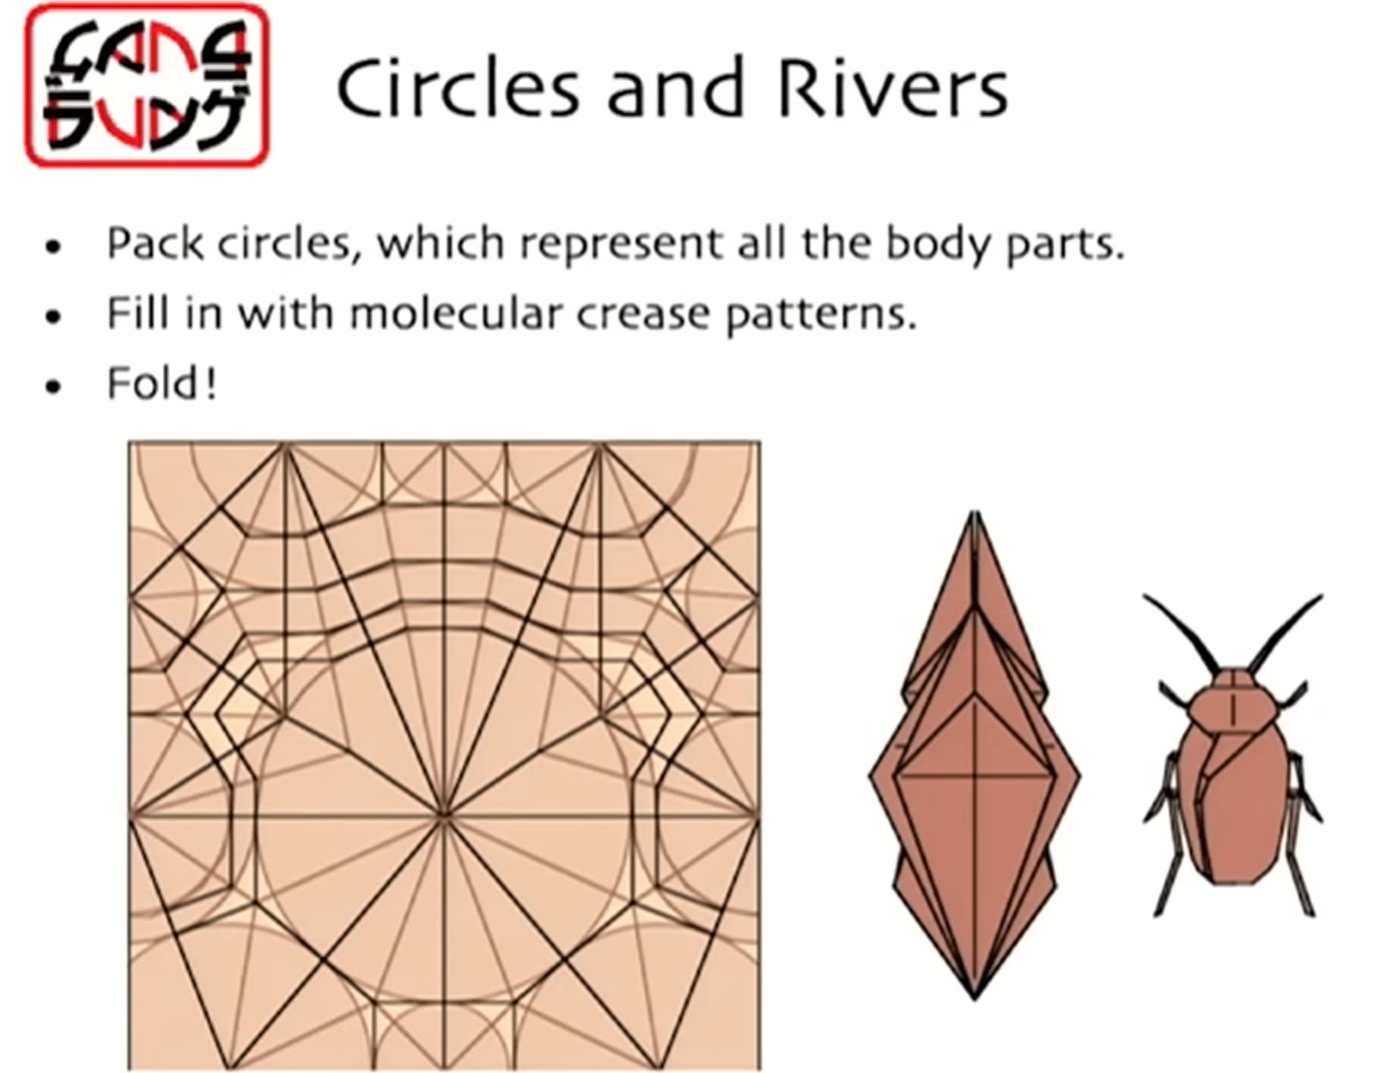 Circles and Rivers
• Pack circles, which represent all the body parts.
• Fill in with molecular crease patterns.
• Fold!